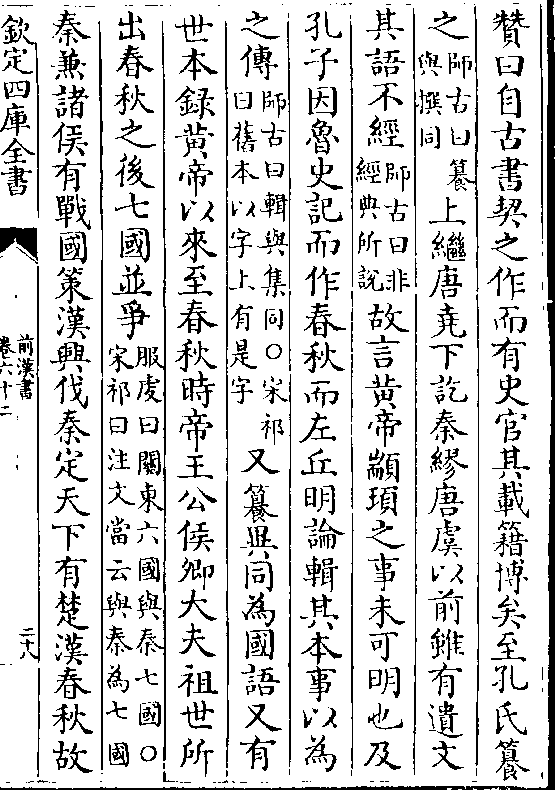 贊曰自古書契之作而有史官其載籍博矣至孔氏籑
之師古曰籑與撰同上繼唐堯下訖秦繆唐虞以前雖有遺文
其語不經師古曰非經典所說故言黃帝顓頊之事未可明也及
孔子因魯史記而作春秋而左丘明論輯其本事以為
之傳師古曰輯與集同○宋祁曰舊本以字上有是字又籑異同為國語又有
世本録黃帝以來至春秋時帝王公侯卿大夫祖世所
出春秋之後七國並爭服虔曰關東六國與秦七國○宋祁曰注文當云與秦為七國
秦兼諸侯有戰國策漢興伐秦定天下有楚漢春秋故
欽定四庫全書
前漢書
卷六十二
二十八